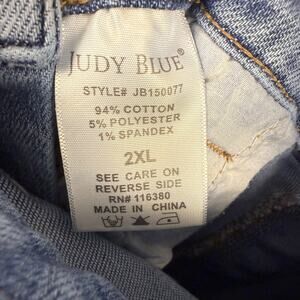 JUDY BLUE®
STYLE# JB150077
94% COTTON
5% POLYESTER
1% SPANDEX
2XL
SEE CARE ON
REVERSE SIDE
RN# 116380
MADE IN CHINA